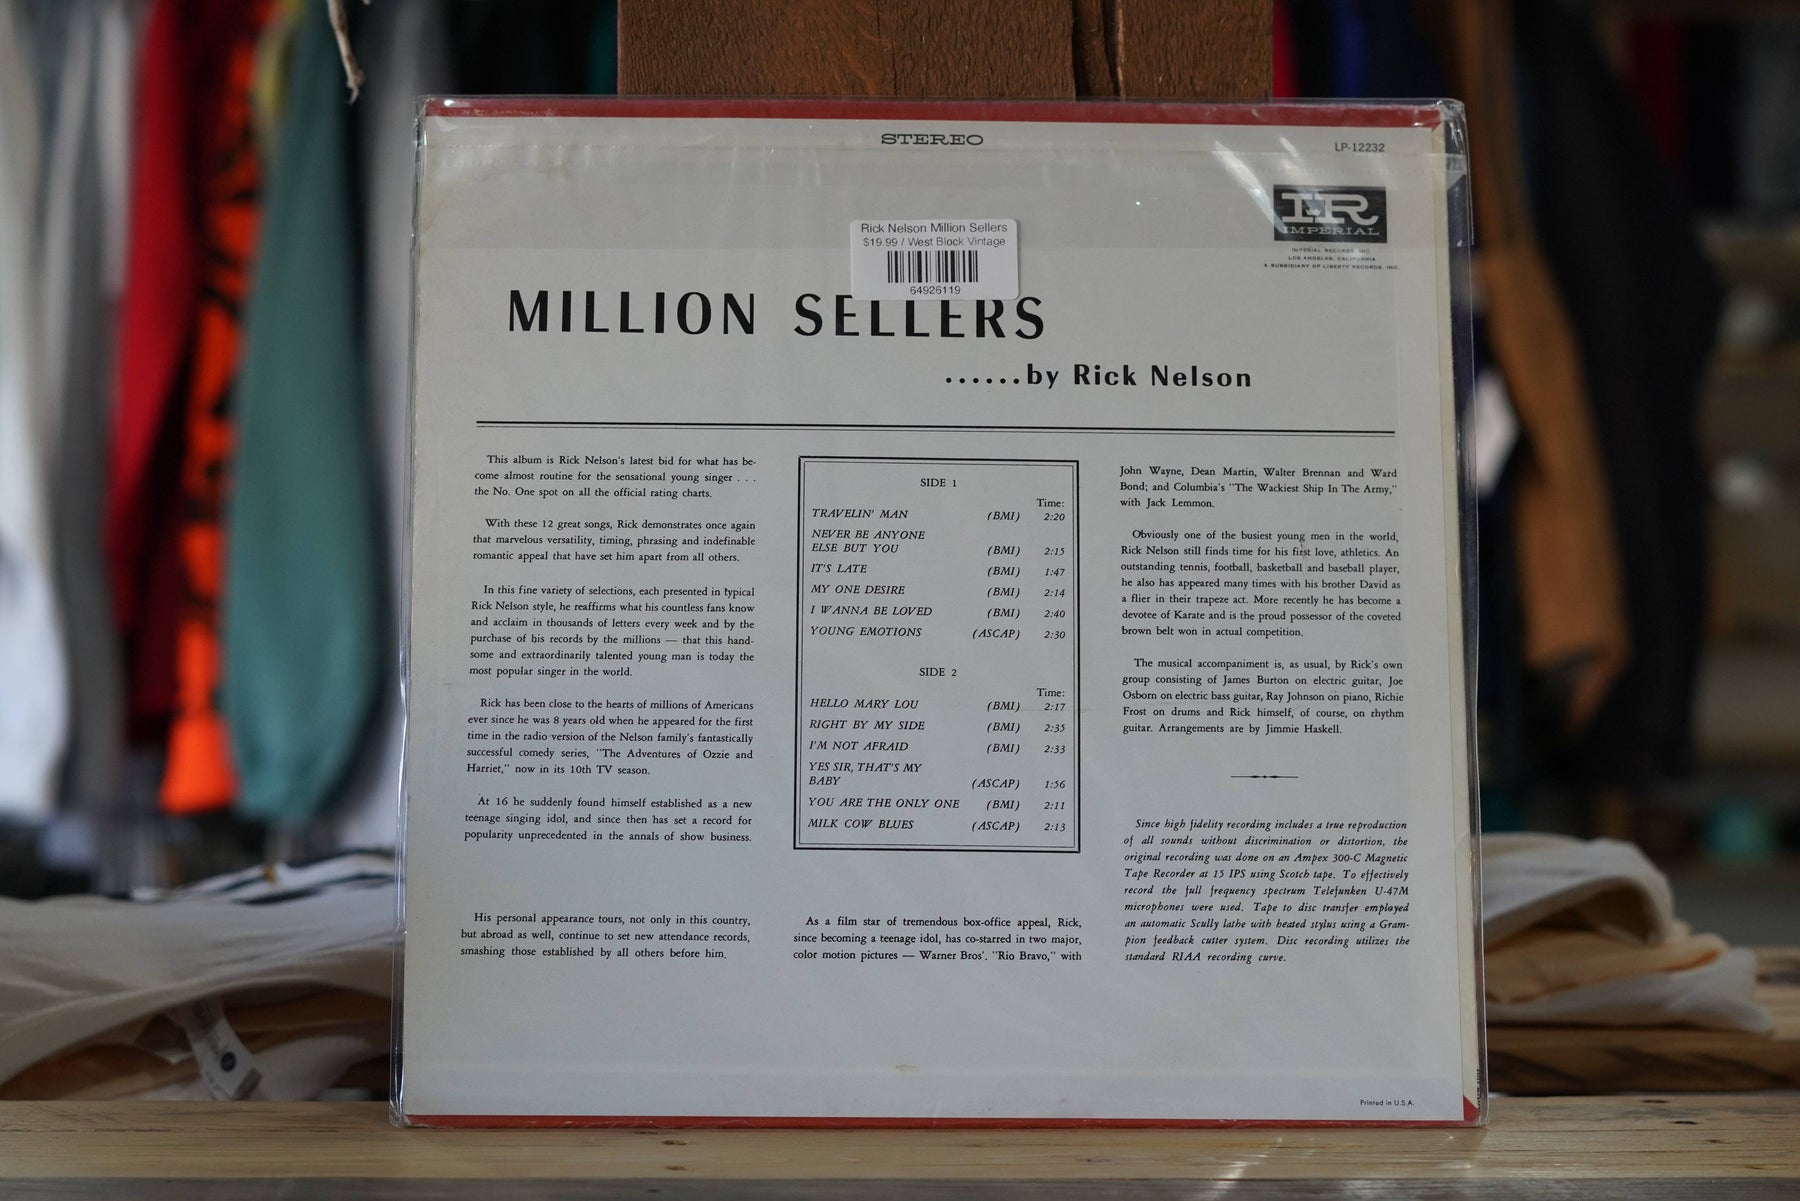 STEREO
LP-12232
IR
IMPERIAL
IMPERIAL RECORDS, INC.
LOS ANGELES, CALIFORNIA
A SUBSIDIARY OF LIBERTY RECORDS, INC.
Rick Nelson Million Sellers
$19.99 / West Block Vintage
64926119
MILLION SELLERS
......by Rick Nelson
This album is Rick Nelson's latest bid for what has be-
come almost routine for the sensational young singer . . .
the No. One spot on all the official rating charts.
With these 12 great songs, Rick demonstrates once again
that marvelous versatility, timing, phrasing and indefinable
romantic appeal that have set him apart from all others.
In this fine variety of selections, each presented in typical
Rick Nelson style, he reaffirms what his countless fans know
and acclaim in thousands of letters every week and by the
purchase of his records by the millions — that this hand-
some and extraordinarily talented young man is today the
most popular singer in the world.
Rick has been close to the hearts of millions of Americans
ever since he was 8 years old when he appeared for the first
time in the radio version of the Nelson family's fantastically
successful comedy series, "The Adventures of Ozzie and
Harriet," now in its 10th TV season.
At 16 he suddenly found himself established as a new
teenage singing idol, and since then has set a record for
popularity unprecedented in the annals of show business.
His personal appearance tours, not only in this country,
but abroad as well, continue to set new attendance records,
smashing those established by all others before him.
SIDE 1
Time:
TRAVELIN' MAN (BMI) 2:20
NEVER BE ANYONE
ELSE BUT YOU (BMI) 2:15
IT'S LATE (BMI) 1:47
MY ONE DESIRE (BMI) 2:14
I WANNA BE LOVED (BMI) 2:40
YOUNG EMOTIONS (ASCAP) 2:30
SIDE 2
Time:
HELLO MARY LOU (BMI) 2:17
RIGHT BY MY SIDE (BMI) 2:35
I'M NOT AFRAID (BMI) 2:33
YES SIR, THAT'S MY
BABY (ASCAP) 1:56
YOU ARE THE ONLY ONE (BMI) 2:11
MILK COW BLUES (ASCAP) 2:13
As a film star of tremendous box-office appeal, Rick,
since becoming a teenage idol, has co-starred in two major,
color motion pictures — Warner Bros'. "Rio Bravo," with
John Wayne, Dean Martin, Walter Brennan and Ward
Bond; and Columbia's "The Wackiest Ship In The Army,"
with Jack Lemmon.
Obviously one of the busiest young men in the world,
Rick Nelson still finds time for his first love, athletics. An
outstanding tennis, football, basketball and baseball player,
he also has appeared many times with his brother David as
a flier in their trapeze act. More recently he has become a
devotee of Karate and is the proud possessor of the coveted
brown belt won in actual competition.
The musical accompaniment is, as usual, by Rick's own
group consisting of James Burton on electric guitar, Joe
Osborn on electric bass guitar, Ray Johnson on piano, Richie
Frost on drums and Rick himself, of course, on rhythm
guitar. Arrangements are by Jimmie Haskell.
Since high fidelity recording includes a true reproduction
of all sounds without discrimination or distortion, the
original recording was done on an Ampex 300-C Magnetic
Tape Recorder at 15 IPS using Scotch tape. To effectively
record the full frequency spectrum Telefunken U-47M
microphones were used. Tape to disc transfer employed
an automatic Scully lathe with heated stylus using a Gram-
pion feedback cutter system. Disc recording utilizes the
standard RIAA recording curve.
Printed in U.S.A.